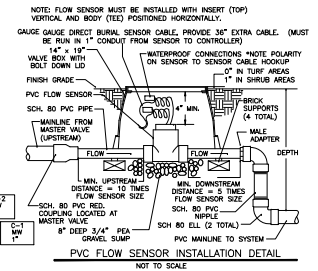 NOTE: FLOW SENSOR MUST BE INSTALLED WITH INSERT (TOP)
VERTICAL AND BODY (TEE) POSITIONED HORIZONTALLY.
GAUGE GAUGE DIRECT BURIAL SENSOR CABLE, PROVIDE 36" EXTRA CABLE. (MUST
BE RUN IN 1" CONDUIT FROM SENSOR TO CONTROLLER)
14" x 19"
VALVE BOX WITH
BOLT DOWN LID
WATERPROOF CONNECTIONS *NOTE POLARITY
ON SENSOR TO SENSOR CABLE HOOKUP
0" IN TURF AREAS
1" IN SHRUB AREAS
FINISH GRADE
PVC FLOW SENSOR
SCH. 80 PVC PIPE
MAINLINE FROM
MASTER VALVE
(UPSTREAM)
4" MIN.
BRICK
SUPPORTS
(4 TOTAL)
MALE
ADAPTER
FLOW
FLOW
DEPTH
MIN. UPSTREAM
DISTANCE = 10 TIMES
FLOW SENSOR SIZE
MIN. DOWNSTREAM
DISTANCE = 5
TIMES
FLOW SENSOR SIZE
SCH. 80 PVC RED.
COUPLING LOCATED AT
MASTER VALVE
SCH. 80 PVC
NIPPLE
SCH 80 ELL (2 TOTAL)
8" DEEP 3/4" PEA
GRAVEL SUMP
PVC MAINLINE TO SYSTEM
C-1
MW
1"
PVC FLOW SENSOR INSTALLATION DETAIL
NOT TO SCALE